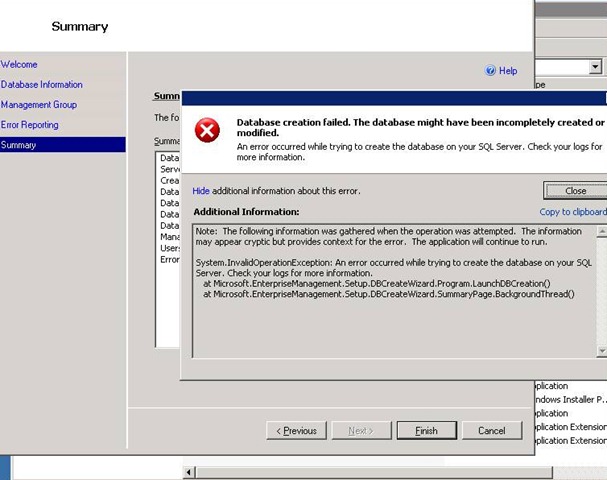 Summary
Welcome
Database Information
Management Group
Error Reporting
Summary
Help
Summ
The fo
Summa
Data
Serve
Crea
Data
Data
Data
Data
Mana
Users
Error
Database creation failed. The database might have been incompletely created or
modified.
An error occurred while trying to create the database on your SQL Server. Check your logs for
more information.
Hide additional information about this error.
Close
Additional Information:
Copy to clipboard
Note: The following information was gathered when the operation was attempted. The information
may appear cryptic but provides context for the error. The application will continue to run.
System.InvalidOperationException: An error occurred while trying to create the database on your SQL
Server. Check your logs for more information.
at Microsoft.EnterpriseManagement.Setup.DBCreateWizard.Program.LaunchDBCreation()
at Microsoft.EnterpriseManagement.Setup.DBCreateWizard.SummaryPage.BackgroundThread()
< Previous
Next >
Finish
Cancel
pe
plication
ndows Installer P...
plication
plication Extension
plication Extension